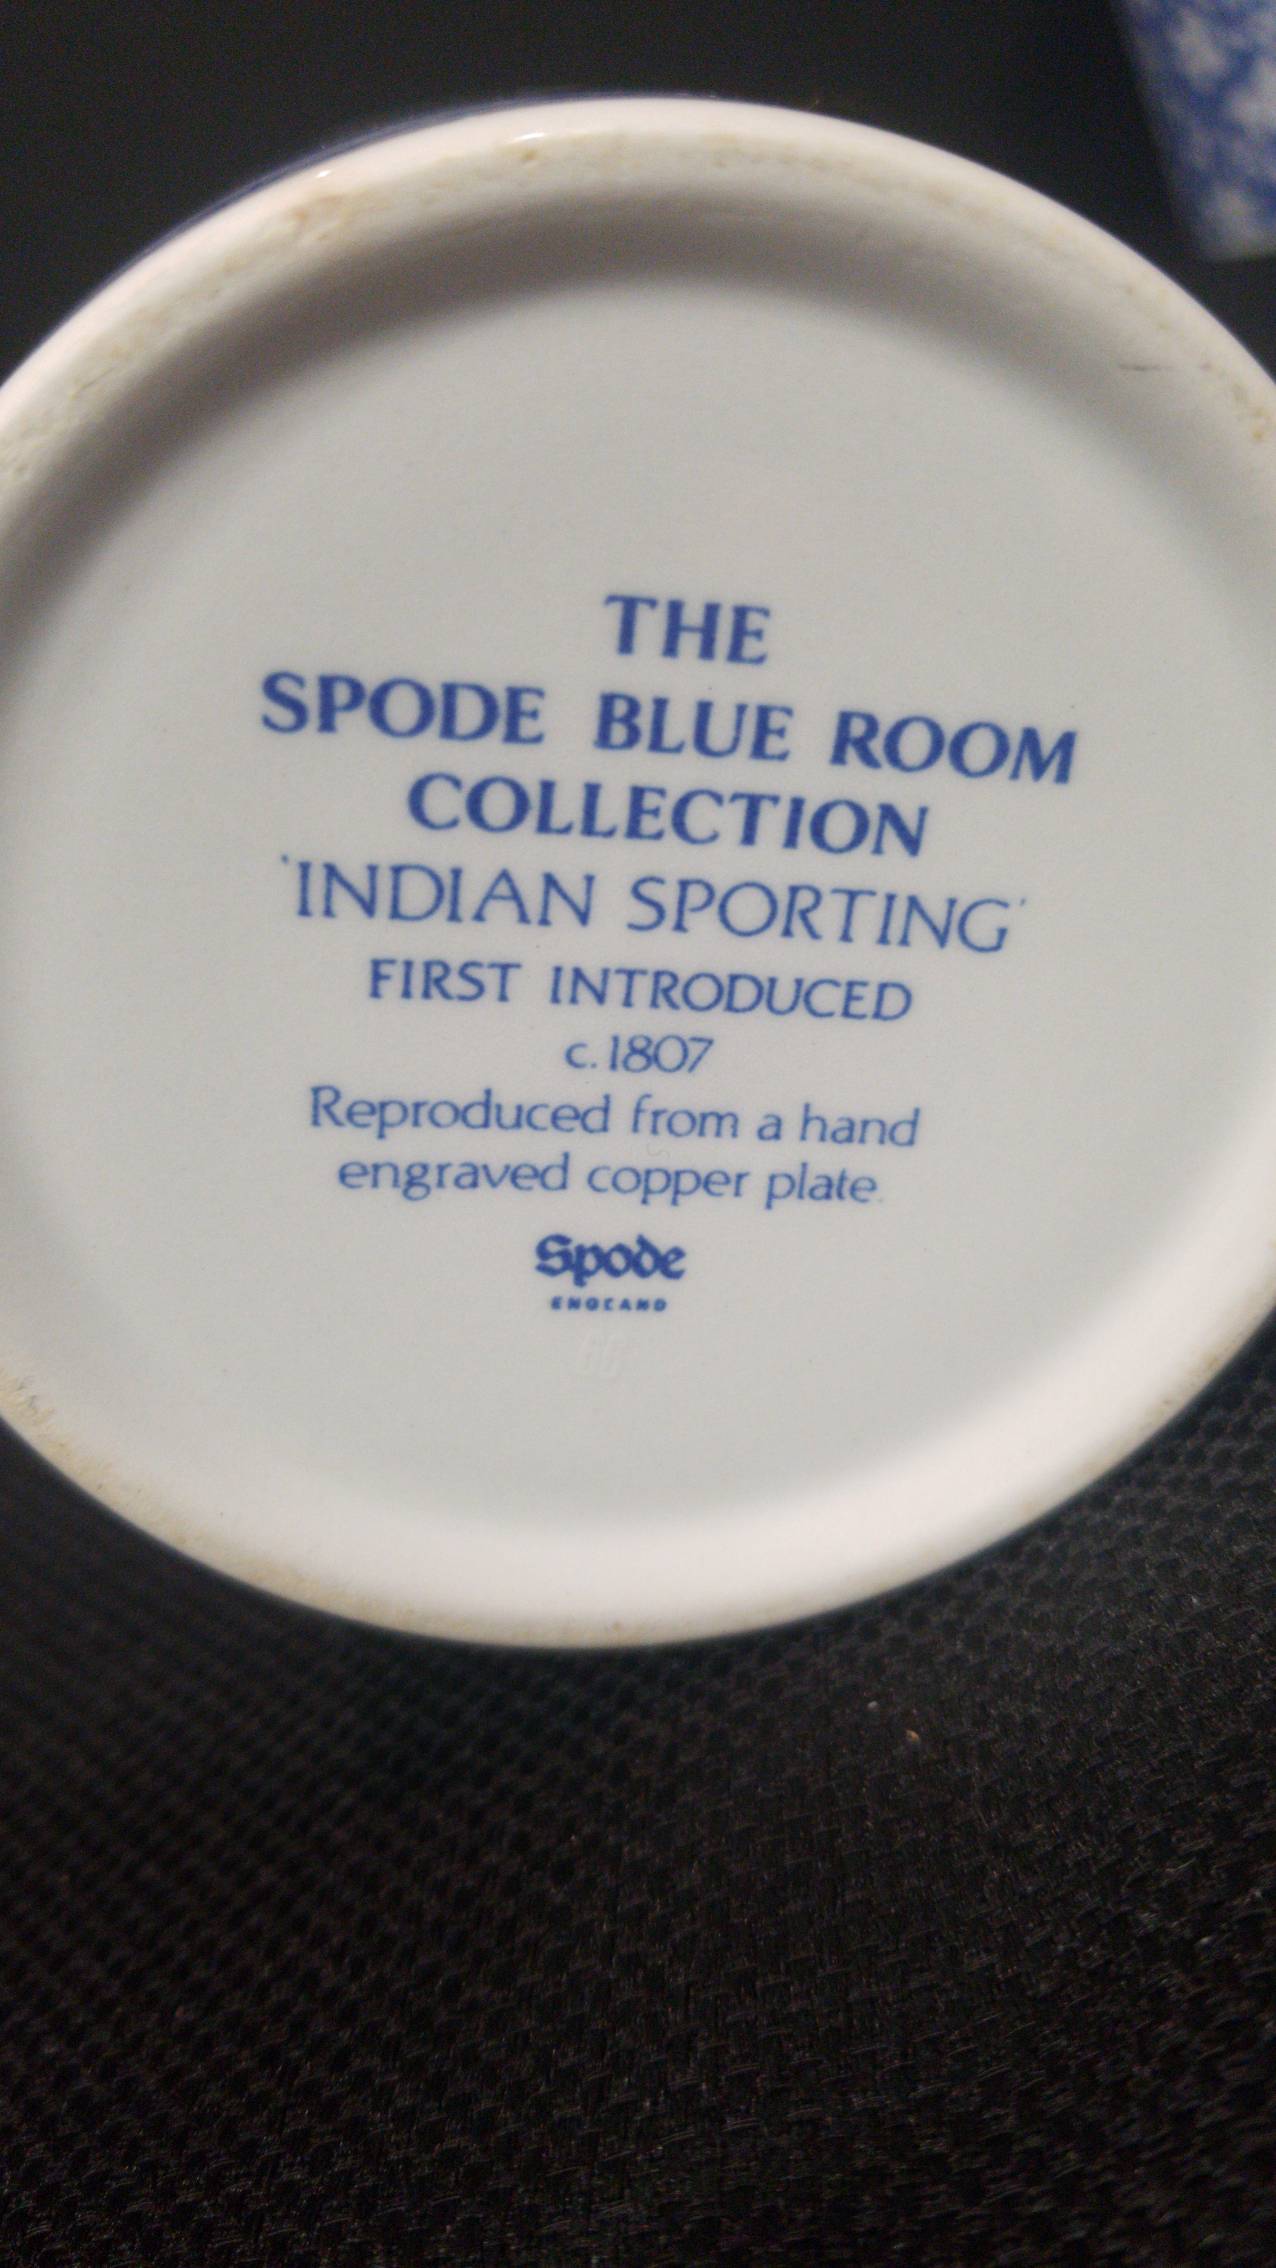 THE
SPODE BLUE ROOM
COLLECTION
'INDIAN SPORTING'
FIRST INTRODUCED
c. 1807
Reproduced from a hand
engraved copper plate.
Spode
ENGLAND